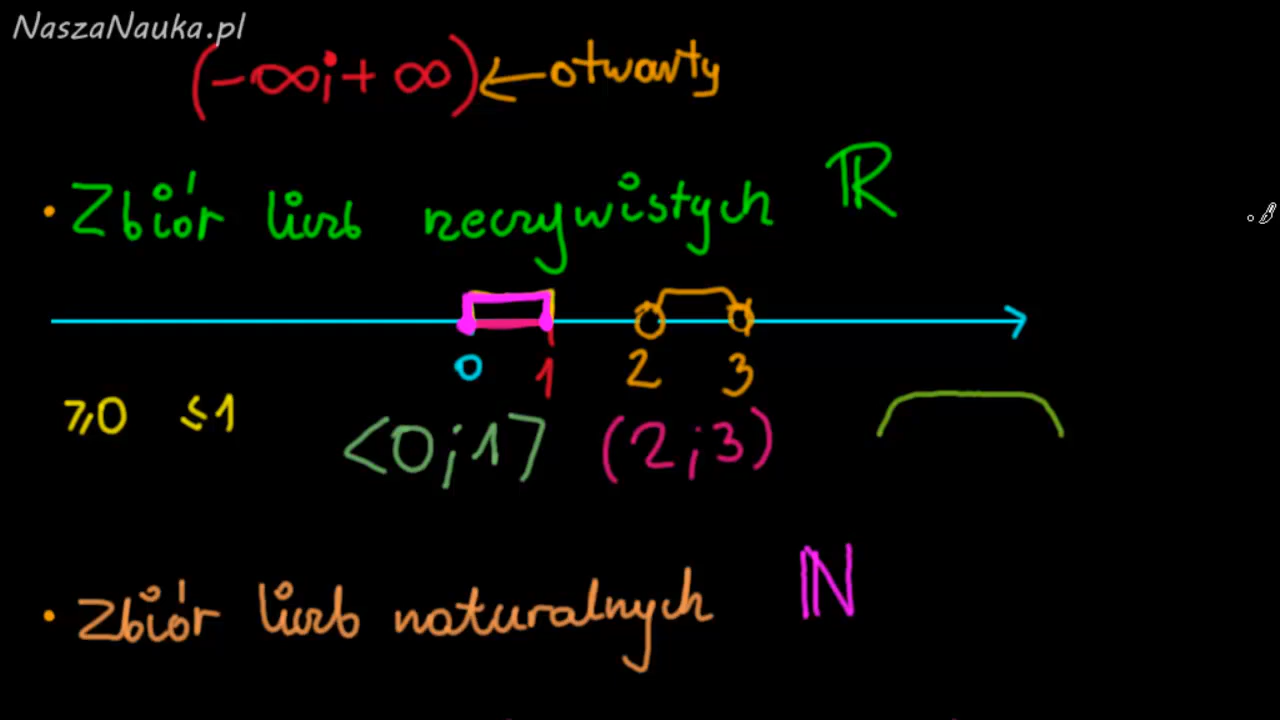 NaszaNauka.pl
(-∞;+∞) ← otwarty
• Zbiór liczb rzeczywistych ℝ
0 1 2 3
≥0 ≤1 <0;1> (2;3)
• Zbiór liczb naturalnych ℕ